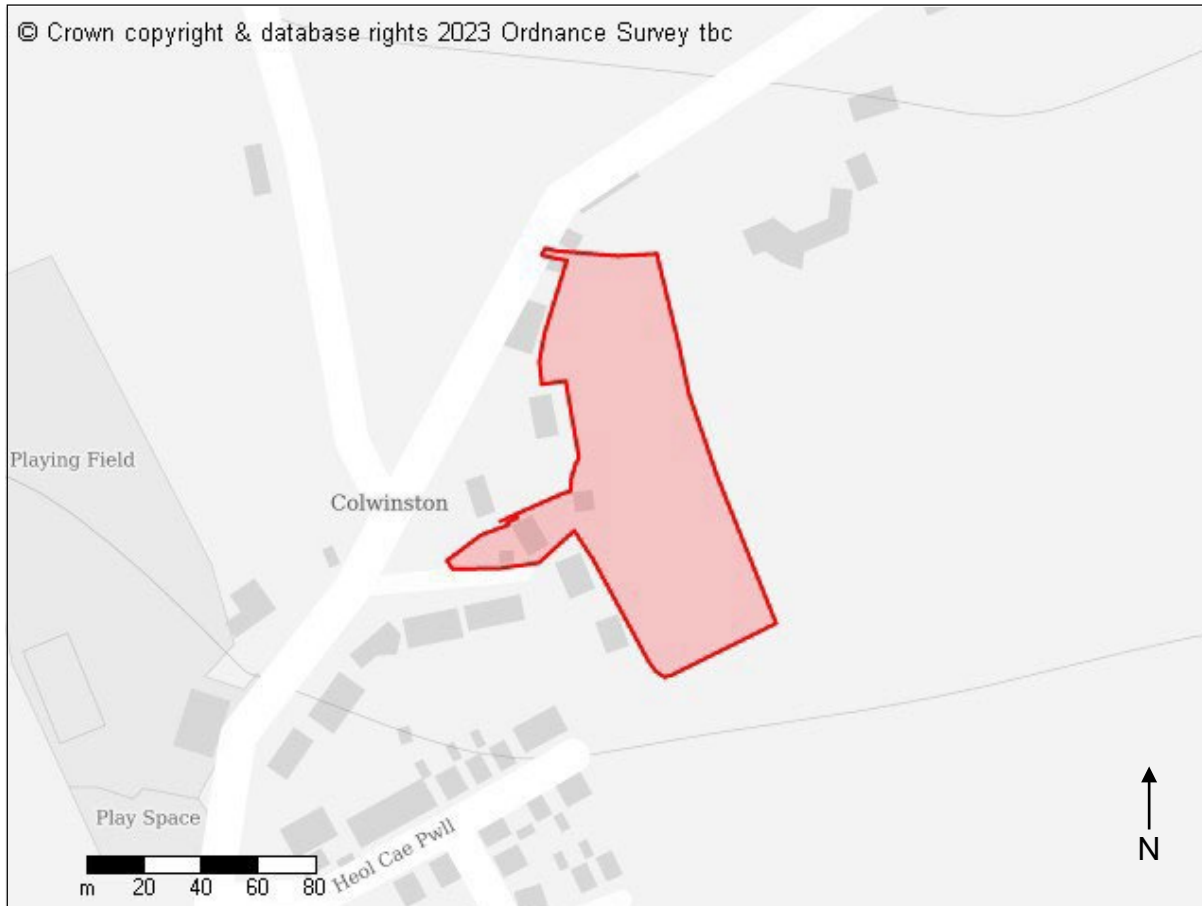 © Crown copyright & database rights 2023 Ordnance Survey tbc
Playing Field
Colwinston
Play Space
Heol Cae Pwll
N
m 20 40 60 80